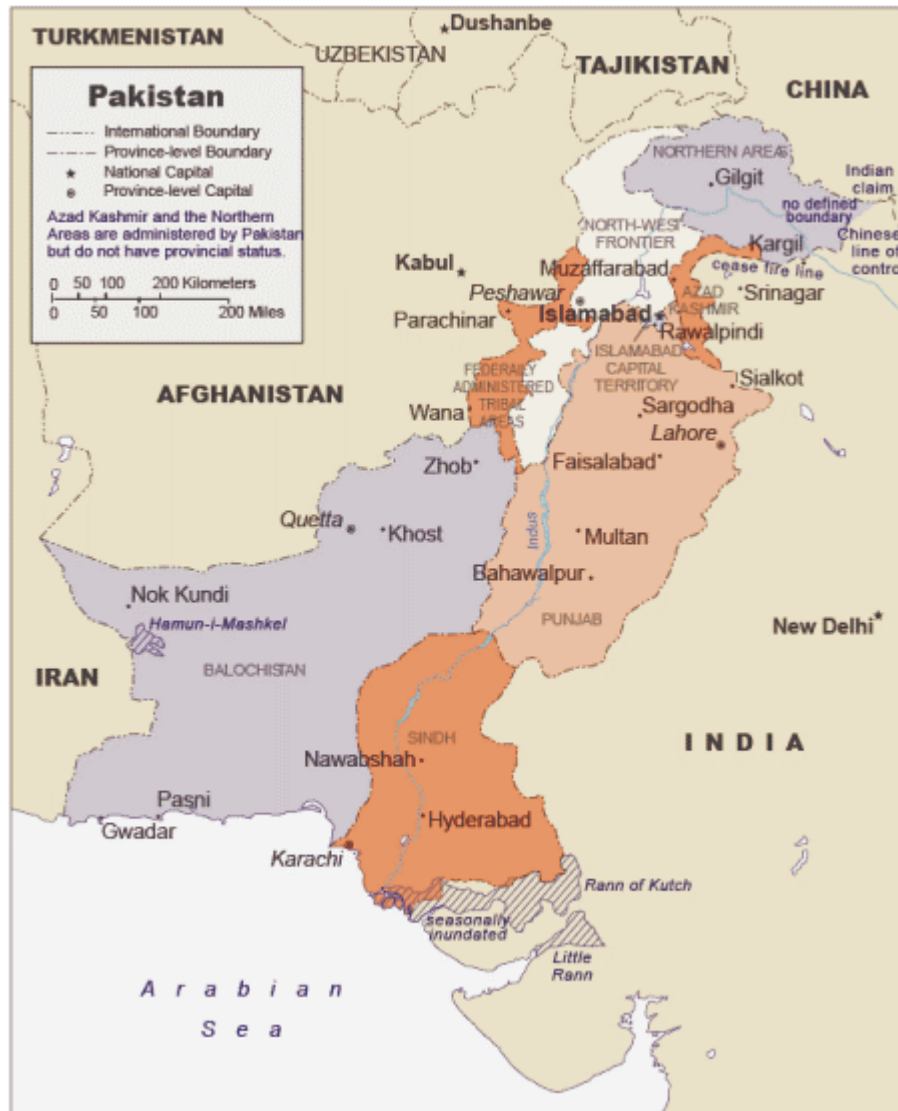 Dushanbe
TURKMENISTAN
UZBEKISTAN
TAJIKISTAN
CHINA
Pakistan
International Boundary
Province-level Boundary
National Capital
Province-level Capital
Azad Kashmir and the Northern
Areas are administered by Pakistan
but do not have provincial status.
0 50 100 200 Kilometers
0 50 100 200 Miles
NORTHERN AREAS
Gilgit
Indian
claim
no defined
boundary
Chinese
line of
control
NORTH-WEST
FRONTIER
Kargil
cease fire line
Kabul
Muzaffarabad
Peshawar
AZAD
KASHMIR
Srinagar
Islamabad
Parachinar
Rawalpindi
ISLAMABAD
CAPITAL
TERRITORY
FEDERALLY
ADMINISTERED
TRIBAL
AREAS
Sialkot
AFGHANISTAN
Wana
Sargodha
Lahore
Zhob
Faisalabad
Quetta
Khost
Indus
Multan
Bahawalpur
Nok Kundi
Hamun-i-Mashkel
PUNJAB
New Delhi
IRAN
BALOCHISTAN
SINDH
INDIA
Nawabshah
Pasni
Gwadar
Hyderabad
Karachi
Rann of Kutch
seasonally
inundated
Little
Rann
Arabian
Sea